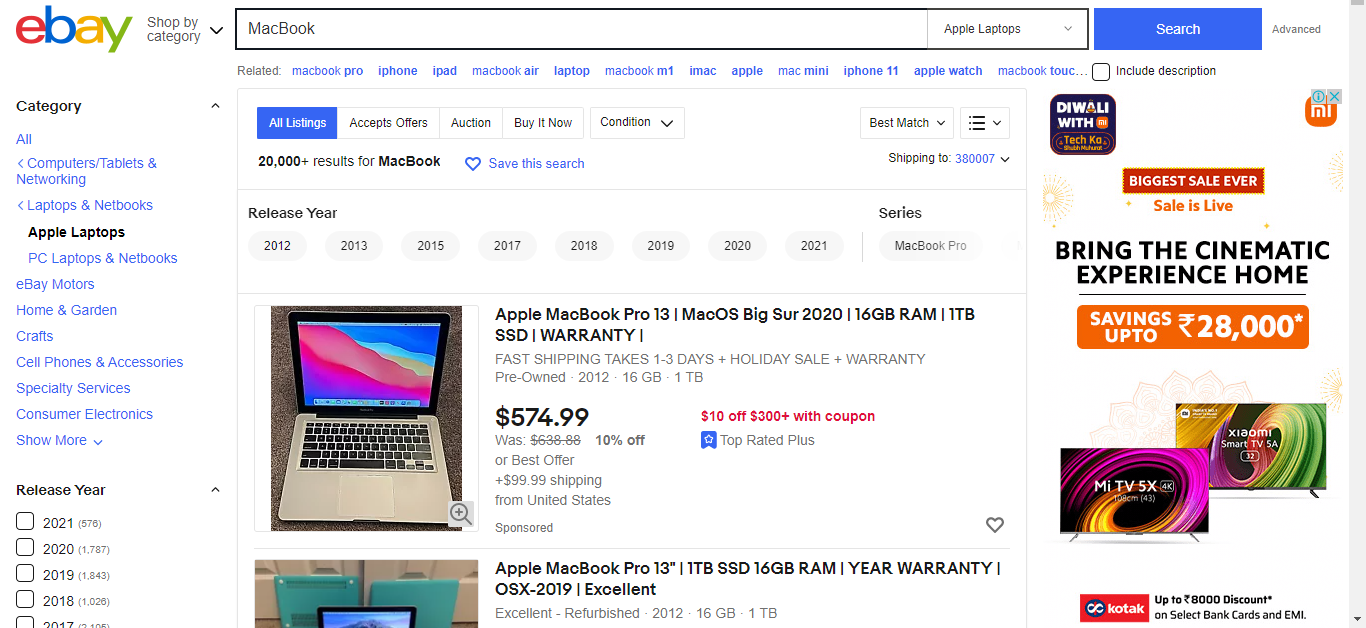 ebay
Shop by
category
MacBook
Apple Laptops
Search
Advanced
Related: macbook pro iphone ipad macbook air laptop macbook m1 imac apple mac mini iphone 11 apple watch macbook touc...
Include description
Category
All
Computers/Tablets &
Networking
Laptops & Netbooks
Apple Laptops
PC Laptops & Netbooks
eBay Motors
Home & Garden
Crafts
Cell Phones & Accessories
Specialty Services
Consumer Electronics
Show More
Release Year
2021 (576)
2020 (1,787)
2019 (1,843)
2018 (1,026)
2017 (2,105)
All Listings
Accepts Offers
Auction
Buy It Now
Condition
Best Match
20,000+ results for MacBook
Save this search
Shipping to: 380007
Release Year
2012 2013 2015 2017 2018 2019 2020 2021
Series
MacBook Pro
Apple MacBook Pro 13 | MacOS Big Sur 2020 | 16GB RAM | 1TB
SSD | WARRANTY |
FAST SHIPPING TAKES 1-3 DAYS + HOLIDAY SALE + WARRANTY
Pre-Owned · 2012 · 16 GB · 1 TB
$574.99
Was: $638.88 10% off
or Best Offer
+$99.99 shipping
from United States
Sponsored
$10 off $300+ with coupon
Top Rated Plus
Apple MacBook Pro 13" | 1TB SSD 16GB RAM | YEAR WARRANTY |
OSX-2019 | Excellent
Excellent - Refurbished · 2012 · 16 GB · 1 TB
DIWALI
WITH mi
Tech Ka
Shubh Muhurat
mi
BIGGEST SALE EVER
Sale is Live
BRING THE CINEMATIC
EXPERIENCE HOME
SAVINGS
UPTO ₹28,000*
xiaomi
Smart TV 5A
32
Mi TV 5X 4K
108cm (43)
kotak
Up to ₹8000 Discount*
on Select Bank Cards and EMI.